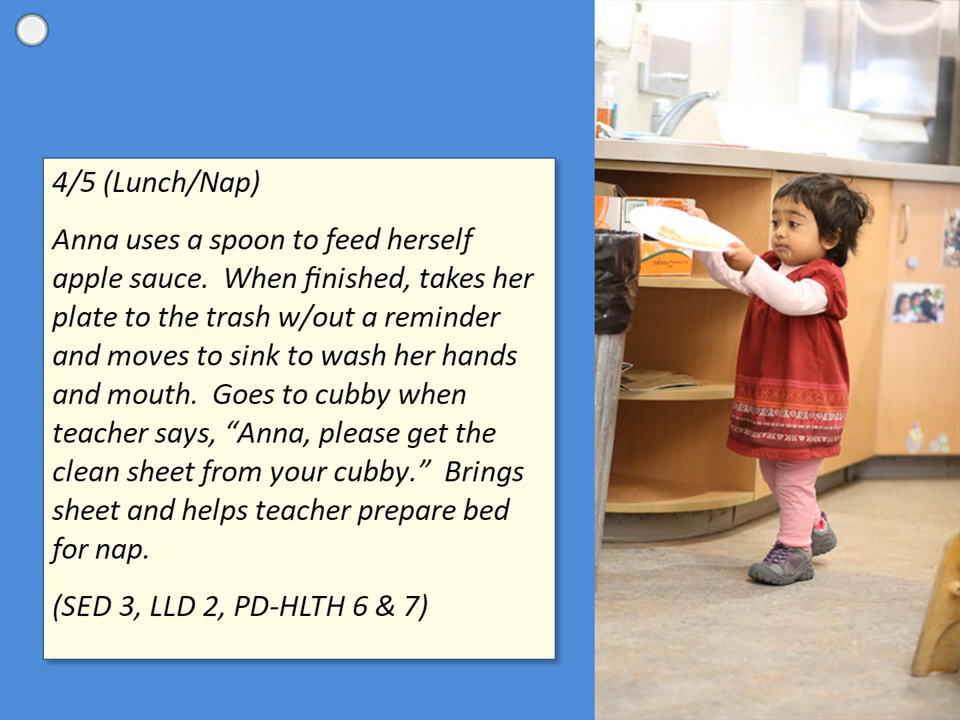 4/5 (Lunch/Nap)
Anna uses a spoon to feed herself
apple sauce.  When finished, takes her
plate to the trash w/out a reminder
and moves to sink to wash her hands
and mouth.  Goes to cubby when
teacher says, “Anna, please get the
clean sheet from your cubby.”  Brings
sheet and helps teacher prepare bed
for nap.
(SED 3, LLD 2, PD-HLTH 6 & 7)